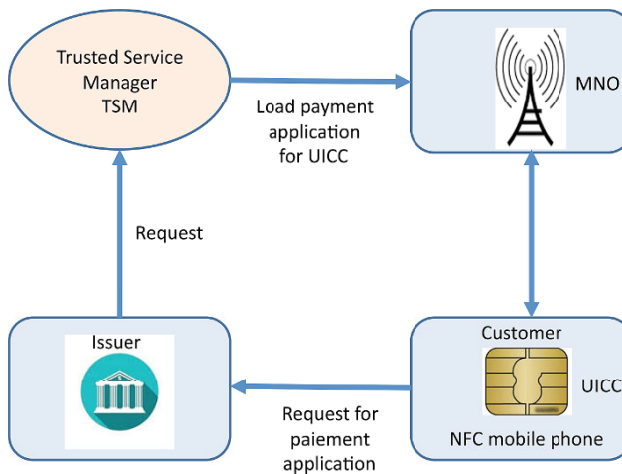 Trusted Service
Manager
TSM
Load payment
application
for UICC
MNO
Request
Issuer
Request for
paiement
application
Customer
UICC
NFC mobile phone